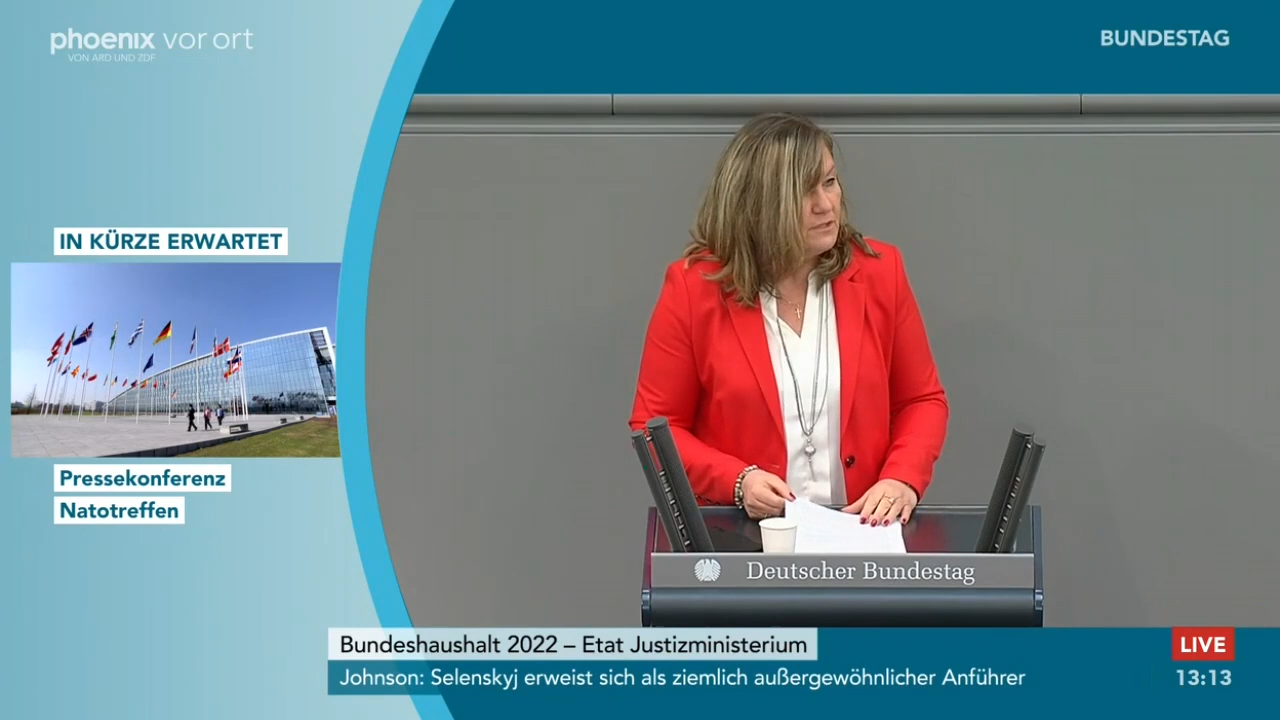 phoenix vor ort
VON ARD UND ZDF
BUNDESTAG
IN KÜRZE ERWARTET
Pressekonferenz
Natotreffen
Deutscher Bundestag
Bundeshaushalt 2022 – Etat Justizministerium
Johnson: Selenskyj erweist sich als ziemlich außergewöhnlicher Anführer
LIVE
13:13